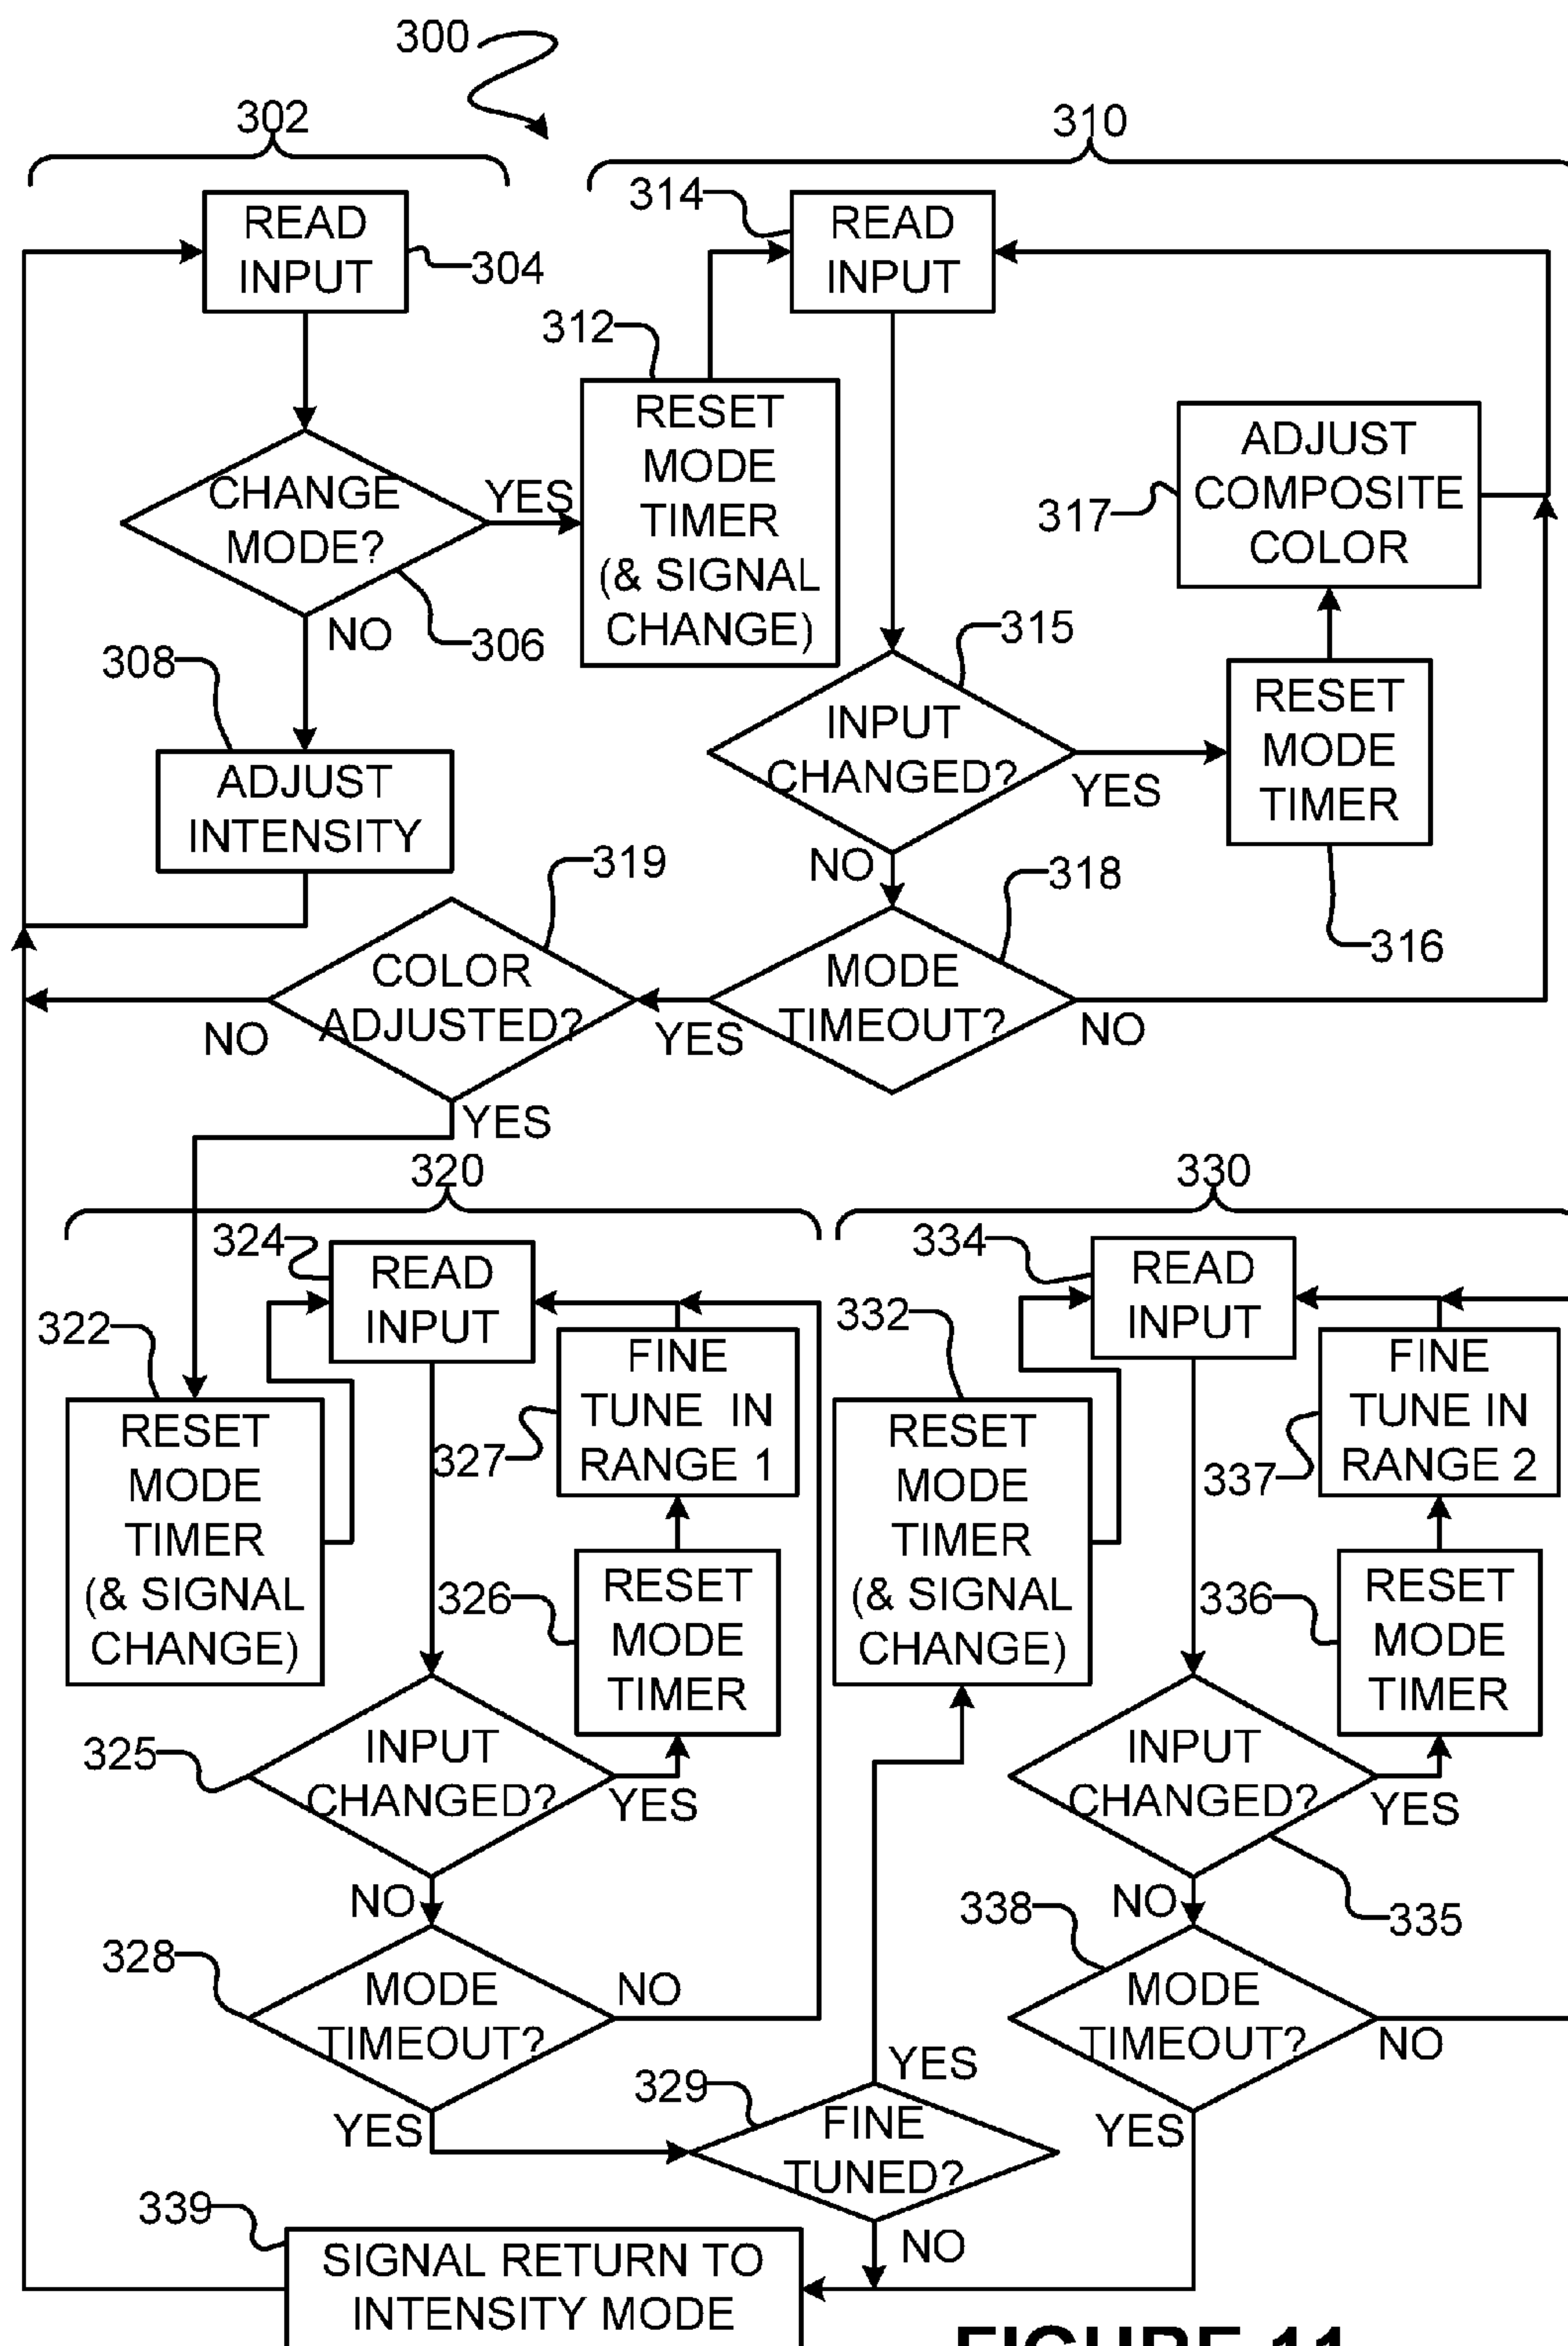 300
302
310
READ
INPUT
304
314
READ
INPUT
312
RESET
MODE
TIMER
(& SIGNAL
CHANGE)
CHANGE
MODE?
YES
NO
306
ADJUST
COMPOSITE
COLOR
317
315
308
ADJUST
INTENSITY
INPUT
CHANGED?
YES
NO
RESET
MODE
TIMER
316
319
318
COLOR
ADJUSTED?
NO
YES
MODE
TIMEOUT?
YES
NO
320
330
324
READ
INPUT
322
RESET
MODE
TIMER
(& SIGNAL
CHANGE)
FINE
TUNE IN
RANGE 1
327
326
RESET
MODE
TIMER
325
INPUT
CHANGED?
YES
NO
328
MODE
TIMEOUT?
NO
YES
334
READ
INPUT
332
RESET
MODE
TIMER
(& SIGNAL
CHANGE)
FINE
TUNE IN
RANGE 2
337
336
RESET
MODE
TIMER
INPUT
CHANGED?
YES
NO
335
338
MODE
TIMEOUT?
NO
YES
329
FINE
TUNED?
YES
NO
339
SIGNAL RETURN TO
INTENSITY MODE
FIGURE 11